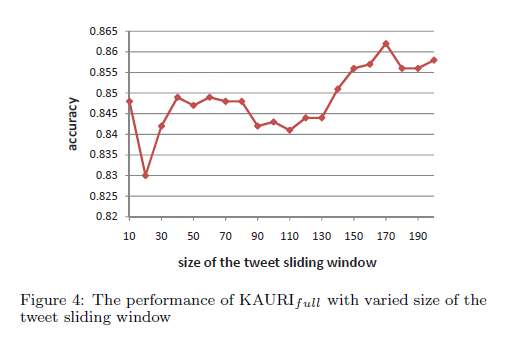 0.865
0.86
0.855
0.85
0.845
0.84
0.835
0.83
0.825
0.82
accuracy
10 30 50 70 90 110 130 150 170 190
size of the tweet sliding window
Figure 4: The performance of KAURIfull with varied size of the
tweet sliding window